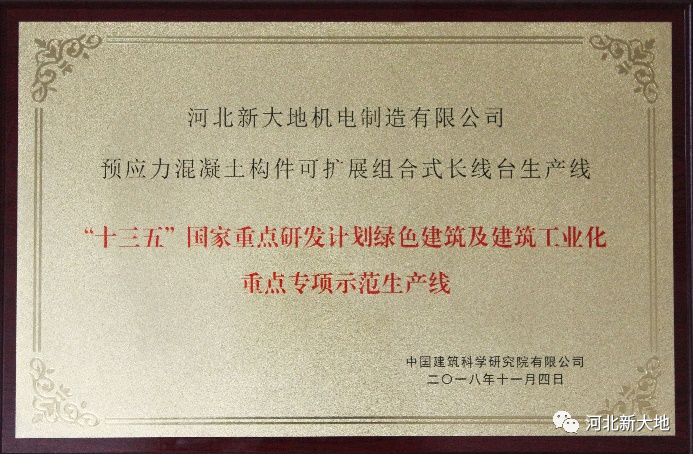 河北新大地机电制造有限公司
预应力混凝土构件可扩展组合式长线台生产线
“十三五”国家重点研发计划绿色建筑及建筑工业化
重点专项示范生产线
中国建筑科学研究院有限公司
二〇一八年十一月四日
河北新大地